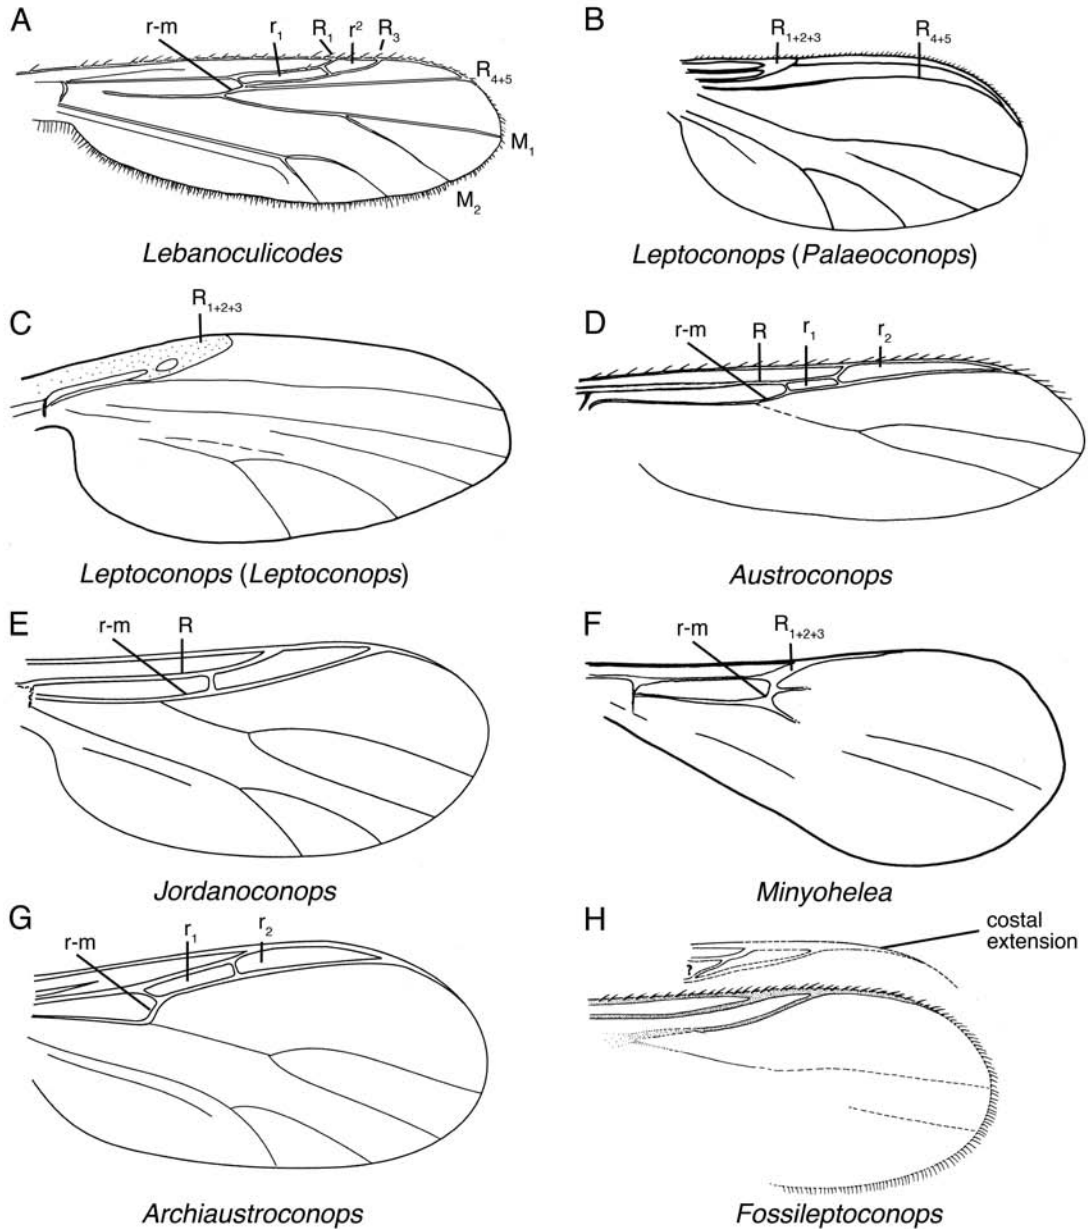 A
r-m r₁ R₁ r² R₃
R₄₊₅
M₁
M₂
Lebanoculicodes
B
R₁₊₂₊₃ R₄₊₅
Leptoconops (Palaeoconops)
C
R₁₊₂₊₃
Leptoconops (Leptoconops)
D
r-m R r₁ r₂
Austroconops
E
r-m R
Jordanoconops
F
r-m R₁₊₂₊₃
Minyohelea
G
r-m r₁ r₂
Archiaustroconops
H
costal
extension
?
Fossileptoconops